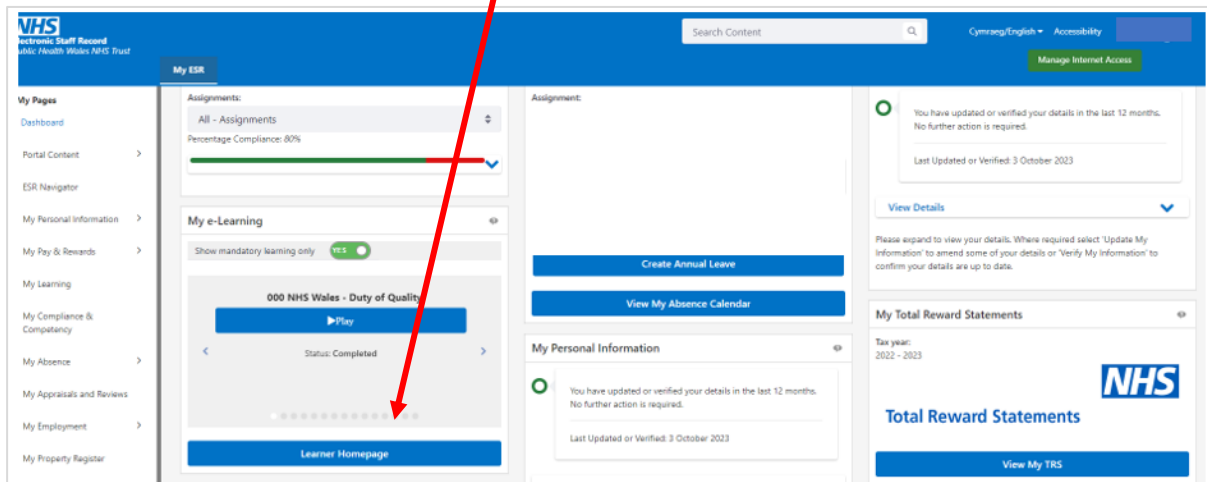 NHS
Electronic Staff Record
Public Health Wales NHS Trust
Search Content
Cymraeg/English
Accessibility
Manage Internet Access
My ESR
My Pages
Dashboard
Portal Content
ESR Navigator
My Personal Information
My Pay & Rewards
My Learning
My Compliance &
Competency
My Absence
My Appraisals and Reviews
My Employment
My Property Register
Assignments:
All - Assignments
Percentage Compliance: 80%
My e-Learning
Show mandatory learning only
YES
000 NHS Wales - Duty of Quality
Play
Status: Completed
Learner Homepage
Assignment:
Create Annual Leave
View My Absence Calendar
My Personal Information
You have updated or verified your details in the last 12 months.
No further action is required.
Last Updated or Verified: 3 October 2023
You have updated or verified your details in the last 12 months.
No further action is required.
Last Updated or Verified: 3 October 2023
View Details
Please expand to view your details. Where required select 'Update My
Information' to amend some of your details or 'Verify My Information' to
confirm your details are up to date.
My Total Reward Statements
Tax year:
2022 - 2023
NHS
Total Reward Statements
View My TRS